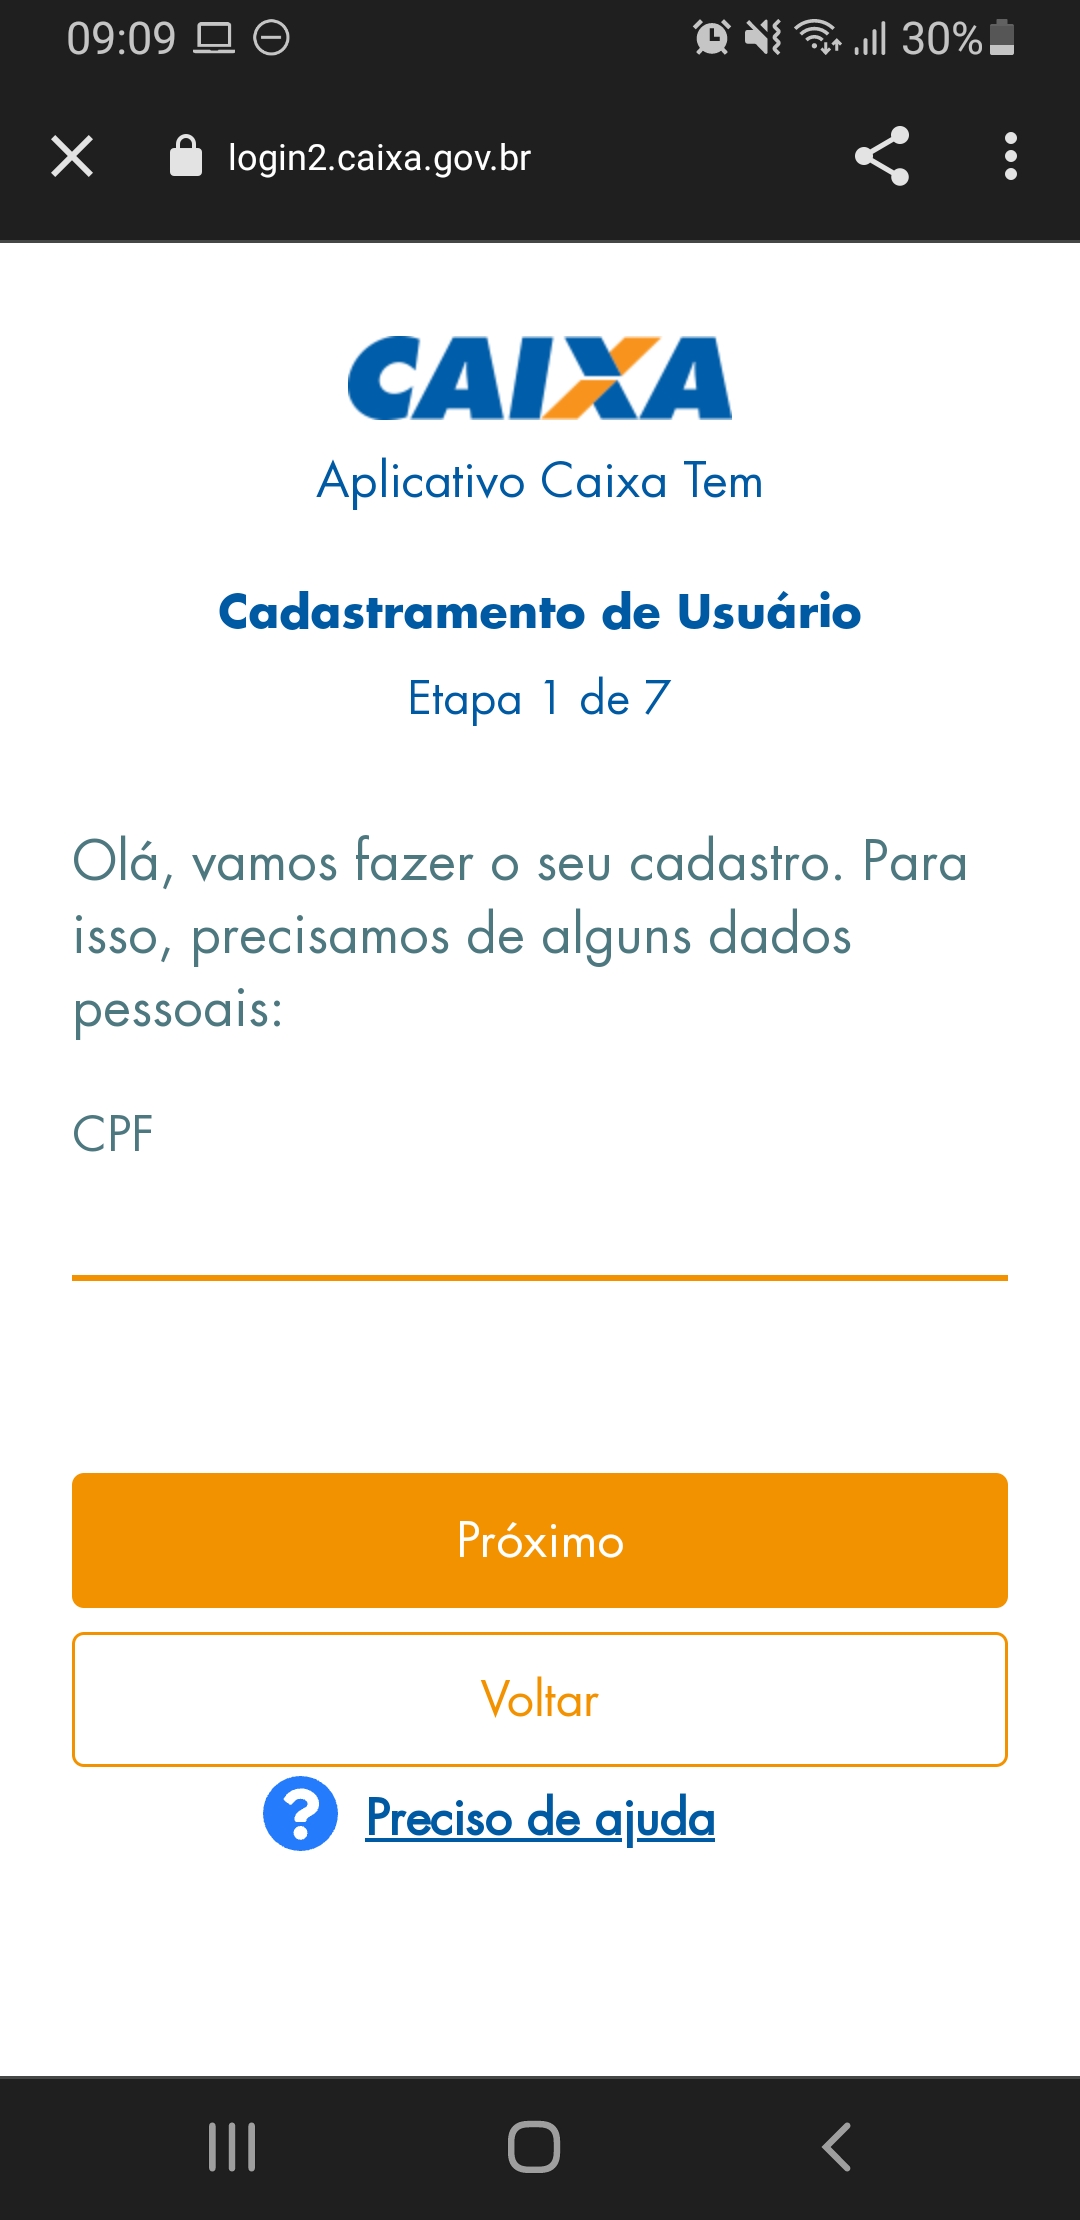 09:09
30%
login2.caixa.gov.br
CAIXA
Aplicativo Caixa Tem
Cadastramento de Usuário
Etapa 1 de 7
Olá, vamos fazer o seu cadastro. Para
isso, precisamos de alguns dados
pessoais:
CPF
Próximo
Voltar
Preciso de ajuda